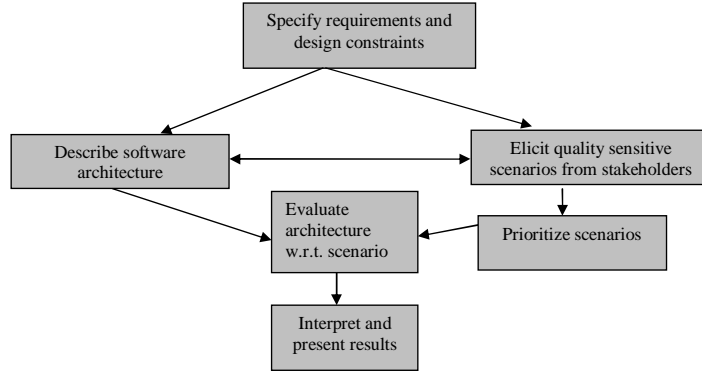 Specify requirements and
design constraints
Describe software
architecture
Elicit quality sensitive
scenarios from stakeholders
Evaluate
architecture
w.r.t. scenario
Prioritize scenarios
Interpret and
present results